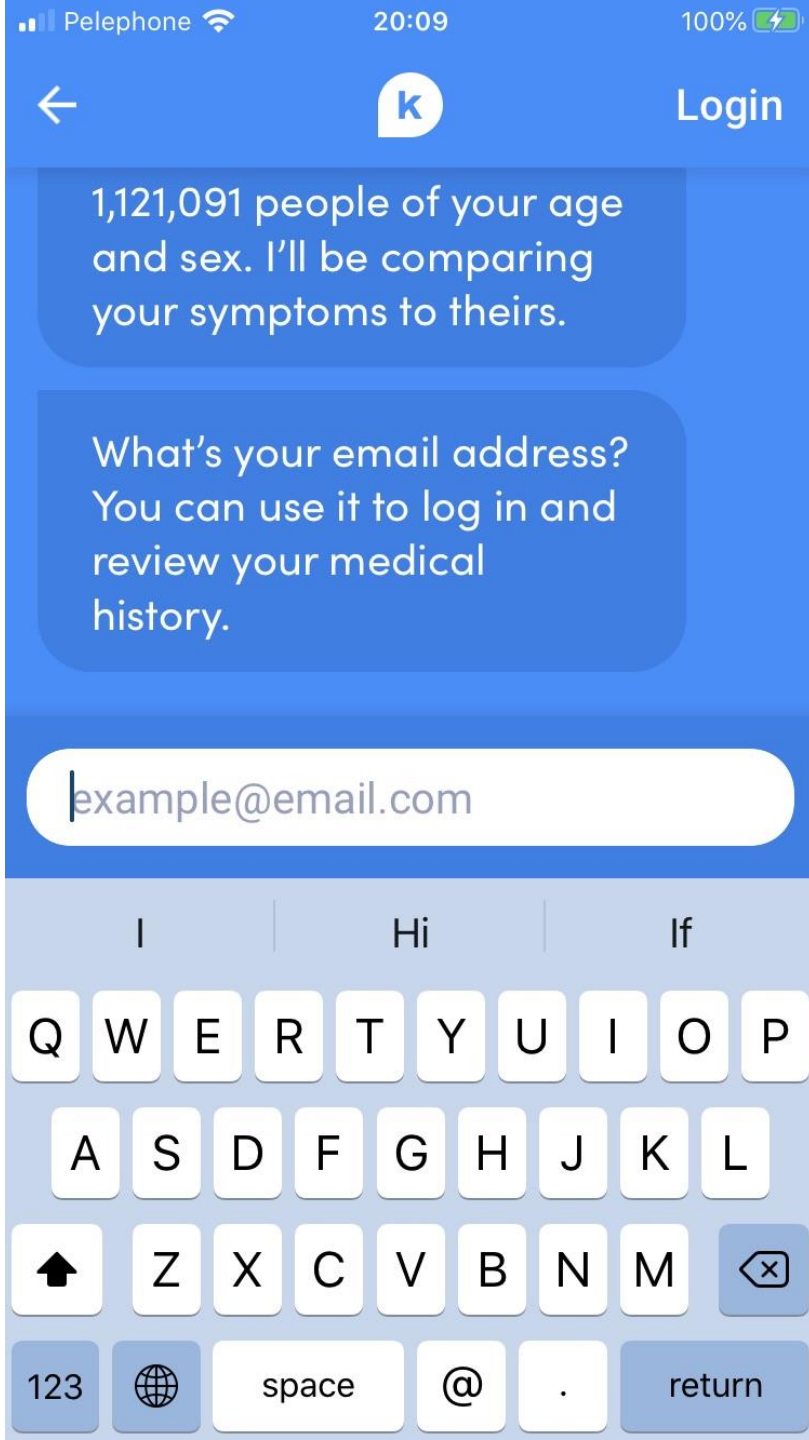 Pelephone 20:09 100%
k Login
1,121,091 people of your age
and sex. I'll be comparing
your symptoms to theirs.
What's your email address?
You can use it to log in and
review your medical
history.
example@email.com
I Hi If
Q W E R T Y U I O P
A S D F G H J K L
Z X C V B N M
123 space @ . return